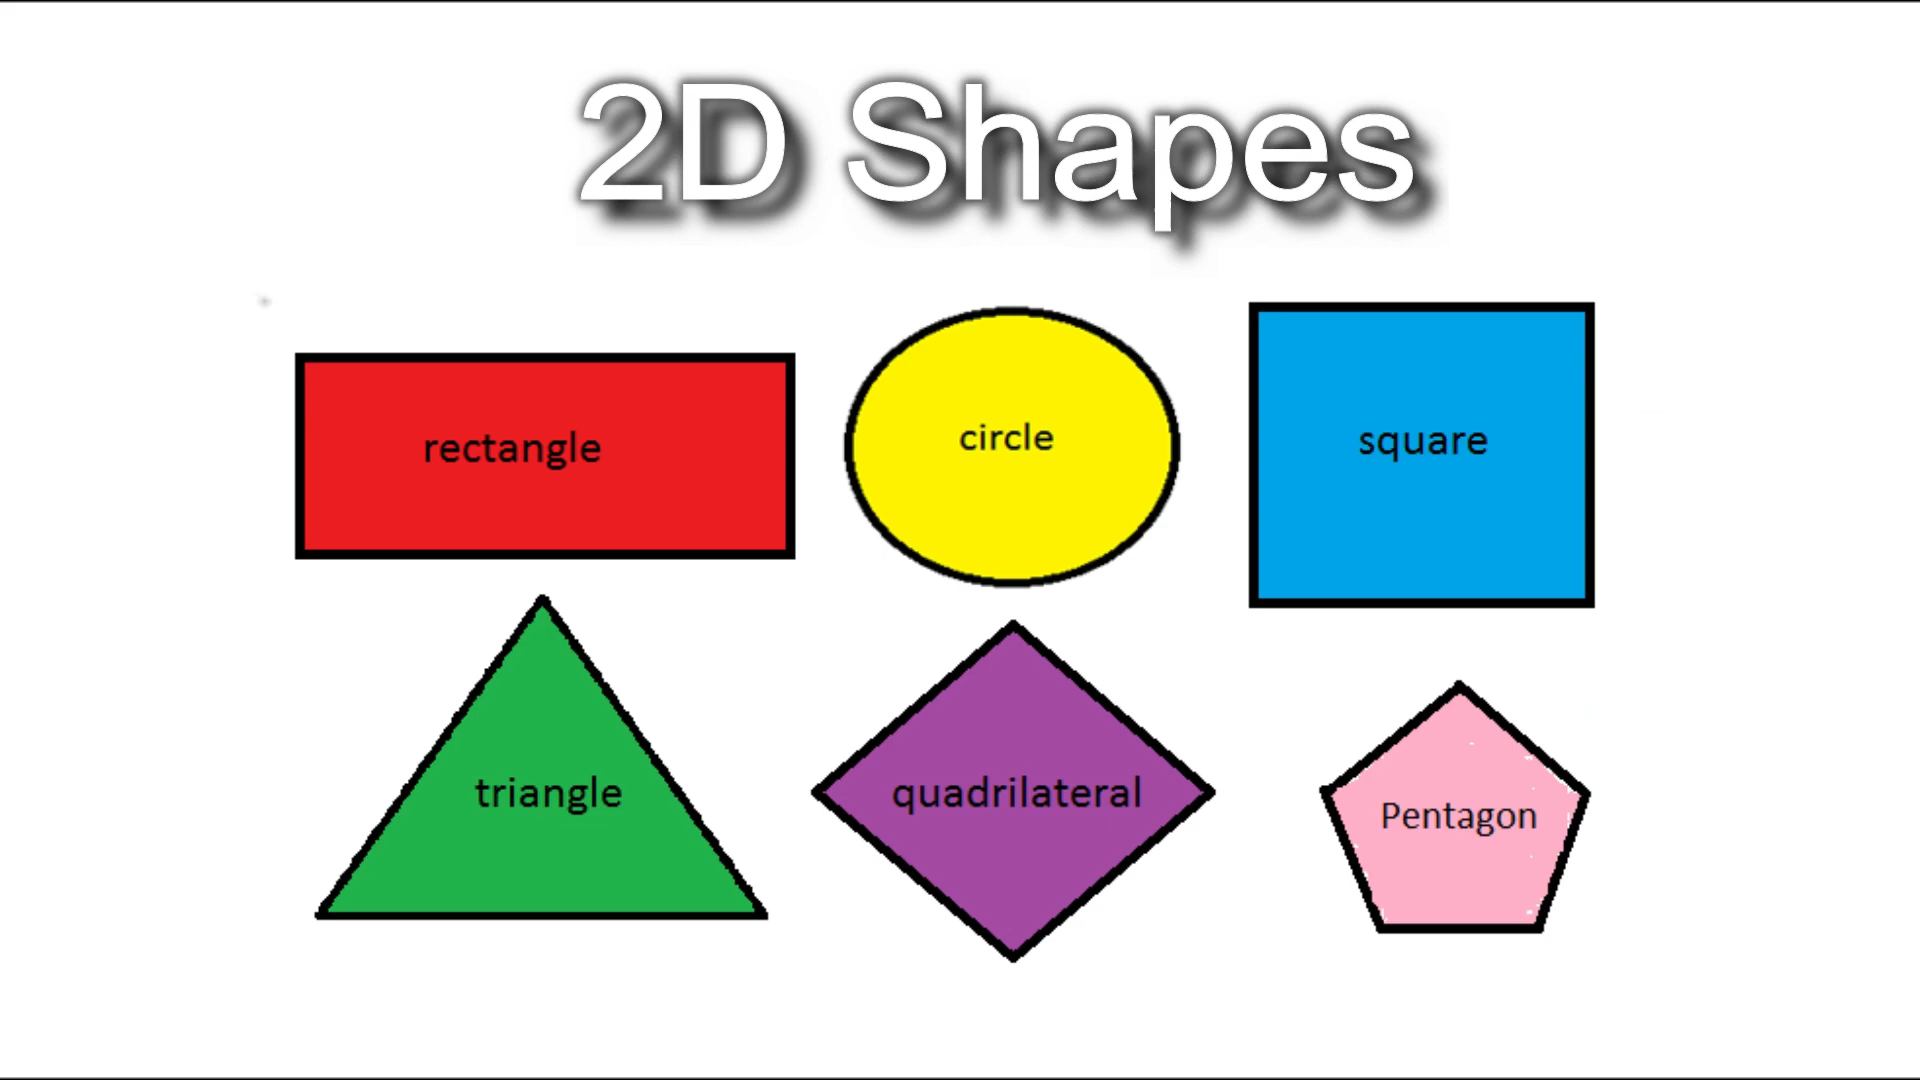 2D Shapes
rectangle
circle
square
triangle
quadrilateral
Pentagon